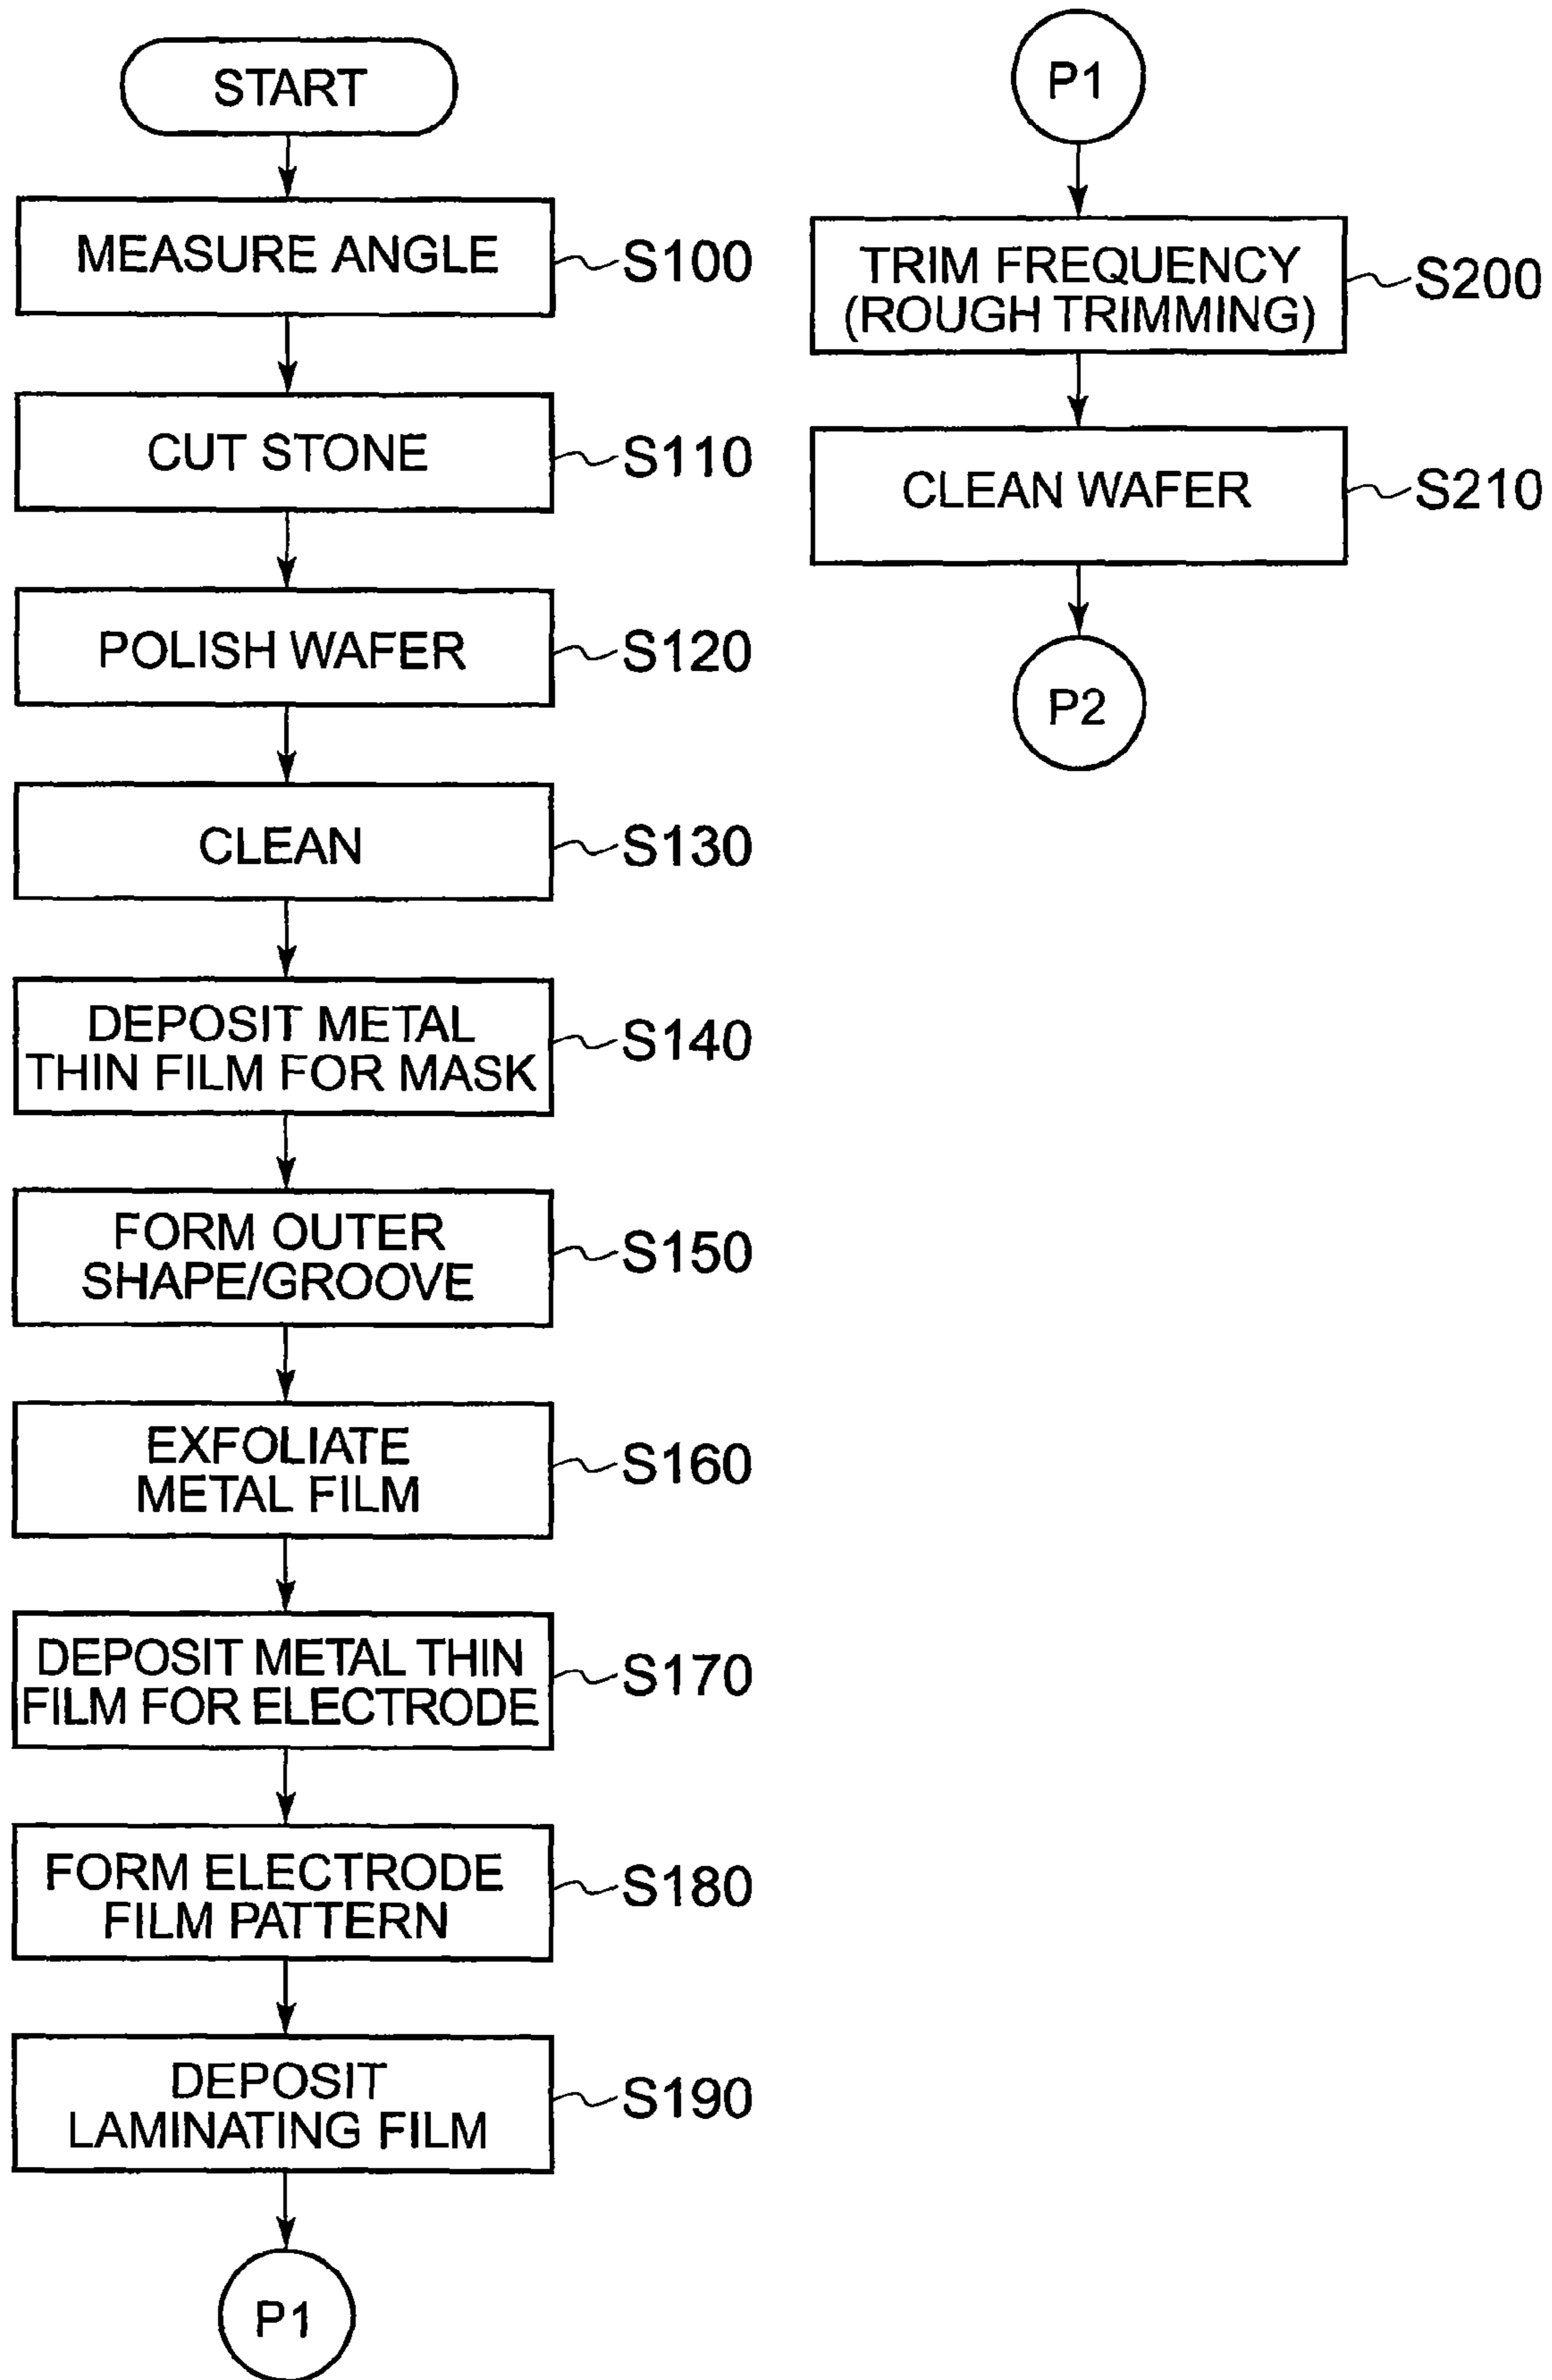 START
MEASURE ANGLE
S100
CUT STONE
S110
POLISH WAFER
S120
CLEAN
S130
DEPOSIT METAL
THIN FILM FOR MASK
S140
FORM OUTER
SHAPE/GROOVE
S150
EXFOLIATE
METAL FILM
S160
DEPOSIT METAL THIN
FILM FOR ELECTRODE
S170
FORM ELECTRODE
FILM PATTERN
S180
DEPOSIT
LAMINATING FILM
S190
P1
P1
TRIM FREQUENCY
(ROUGH TRIMMING)
S200
CLEAN WAFER
S210
P2